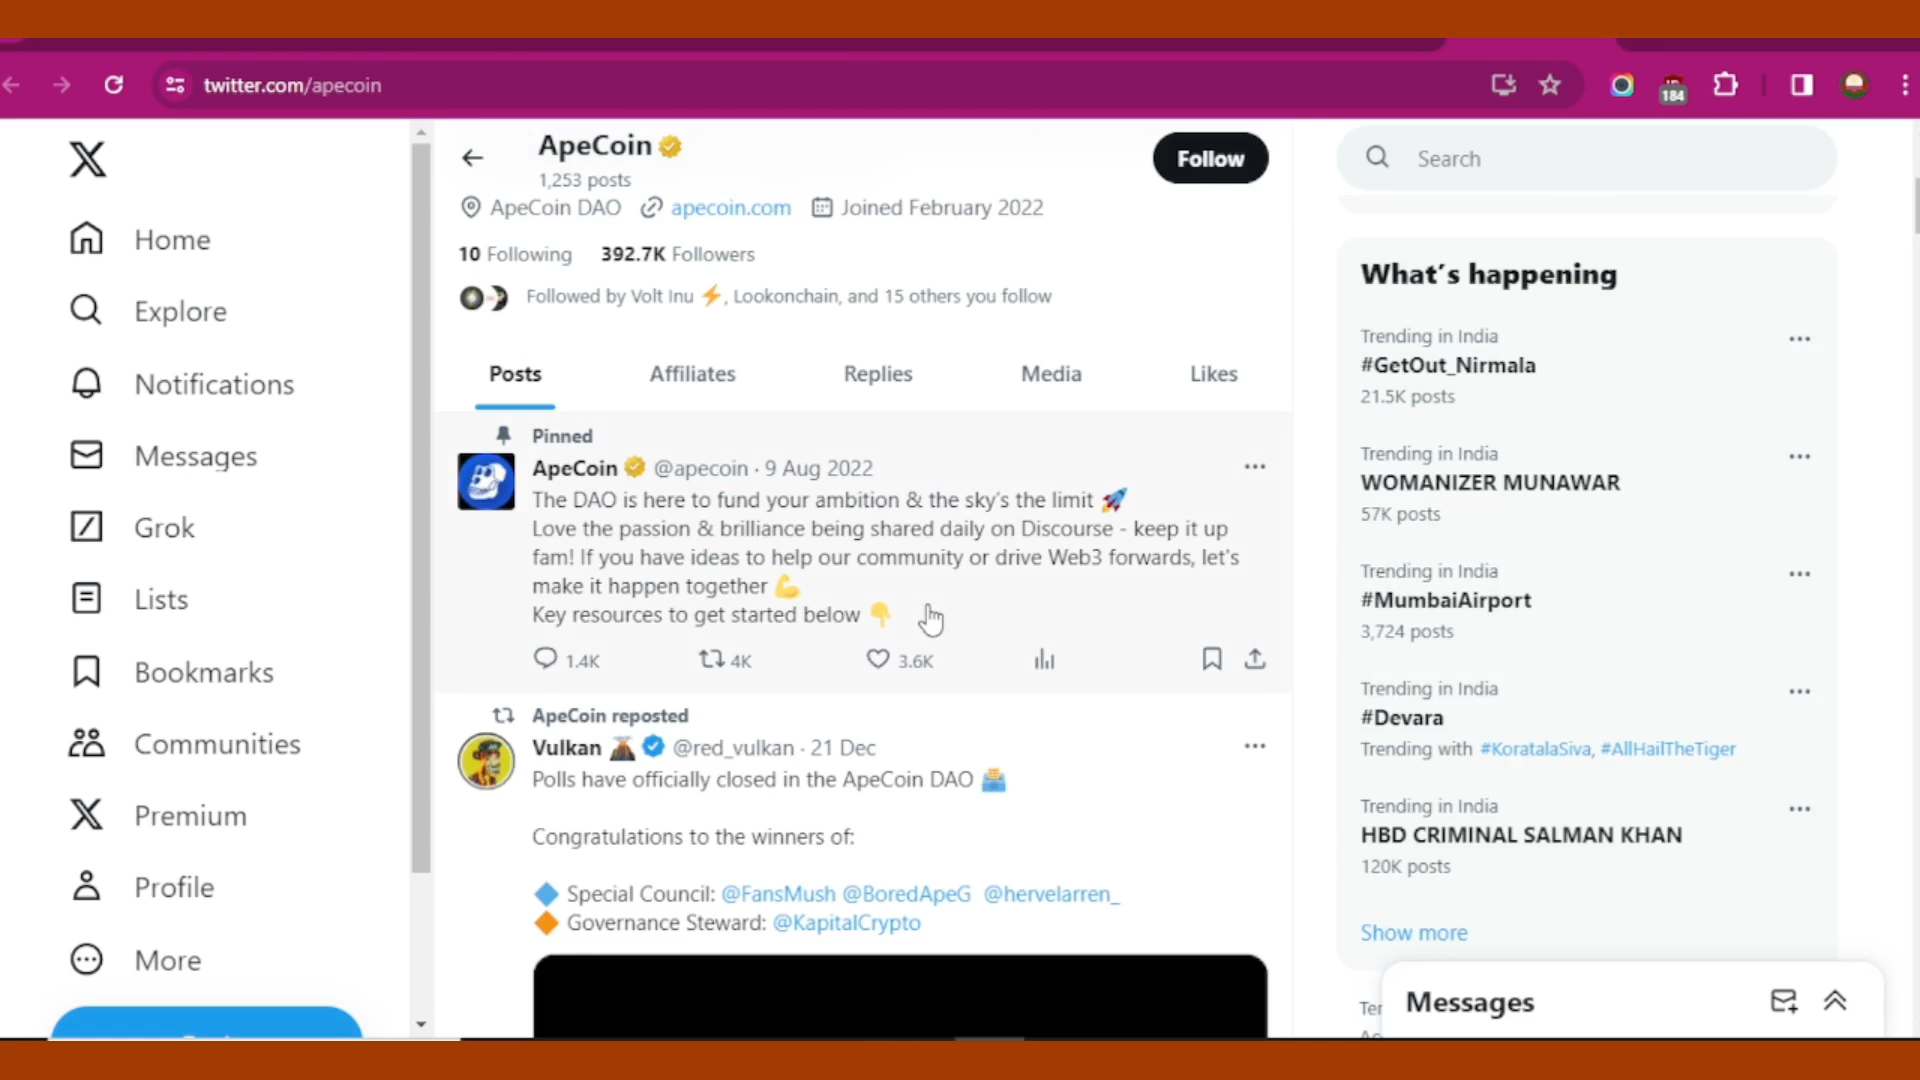 twitter.com/apecoin
184
Home
Explore
Notifications
Messages
Grok
Lists
Bookmarks
Communities
Premium
Profile
More
ApeCoin
1,253 posts
Follow
ApeCoin DAO apecoin.com Joined February 2022
10 Following 392.7K Followers
Followed by Volt Inu ⚡, Lookonchain, and 15 others you follow
Posts Affiliates Replies Media Likes
Pinned
ApeCoin @apecoin · 9 Aug 2022
The DAO is here to fund your ambition & the sky's the limit 🚀
Love the passion & brilliance being shared daily on Discourse - keep it up
fam! If you have ideas to help our community or drive Web3 forwards, let's
make it happen together 💪
Key resources to get started below 👇
1.4K 4K 3.6K
ApeCoin reposted
Vulkan 🌋 @red_vulkan · 21 Dec
Polls have officially closed in the ApeCoin DAO 🗳️
Congratulations to the winners of:
🔷 Special Council: @FansMush @BoredApeG @hervelarren_
🔶 Governance Steward: @KapitalCrypto
Search
What's happening
Trending in India
#GetOut_Nirmala
21.5K posts
Trending in India
WOMANIZER MUNAWAR
57K posts
Trending in India
#MumbaiAirport
3,724 posts
Trending in India
#Devara
Trending with #KoratalaSiva, #AllHailTheTiger
Trending in India
HBD CRIMINAL SALMAN KHAN
120K posts
Show more
Messages